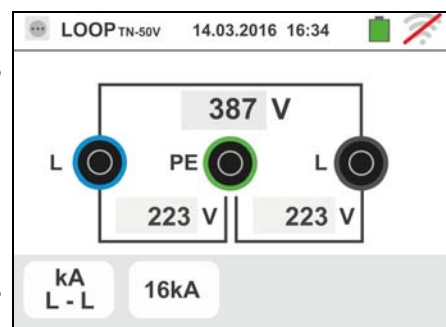 LOOP TN-50V 14.03.2016 16:34
387 V
L PE L
223 V 223 V
kA
L - L
16kA